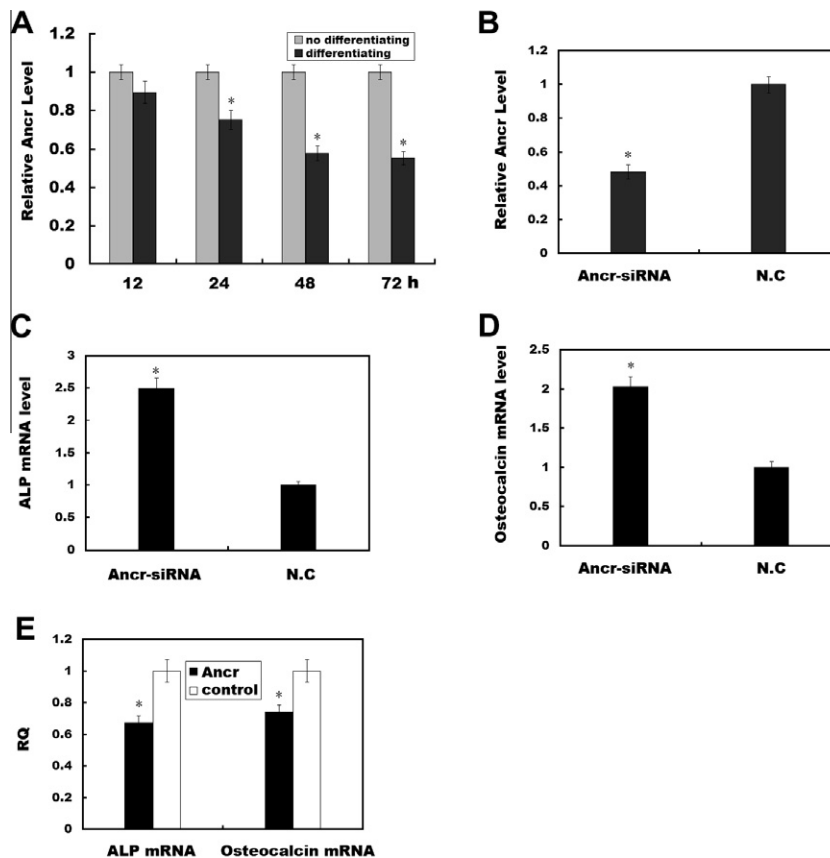 A
Relative Ancr Level
1.2
1
0.8
0.6
0.4
0.2
0
no differentiating
differentiating
*
*
*
12 24 48 72 h
B
Relative Ancr Level
1.2
1
0.8
0.6
0.4
0.2
0
*
Ancr-siRNA N.C
C
ALP mRNA level
3
2.5
2
1.5
1
0.5
0
*
Ancr-siRNA N.C
D
Osteocalcin mRNA level
2.5
2
1.5
1
0.5
0
*
Ancr-siRNA N.C
E
RQ
1.2
1
0.8
0.6
0.4
0.2
0
Ancr
control
*
*
ALP mRNA Osteocalcin mRNA